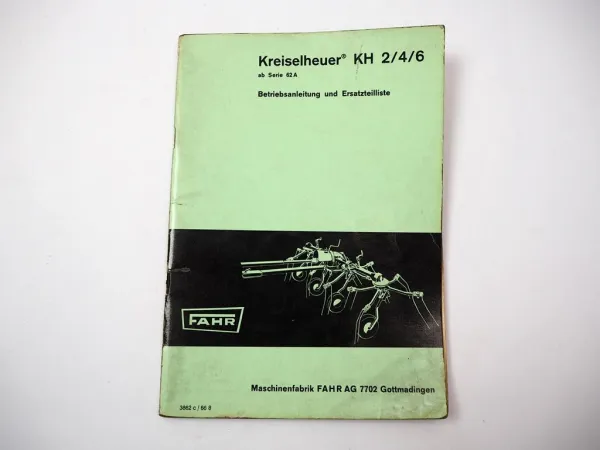 Kreiselheuer® KH 2/4/6
ab Serie 62 A
Betriebsanleitung und Ersatzteilliste
FAHR
Maschinenfabrik FAHR AG 7702 Gottmadingen
3862 c / 66 8